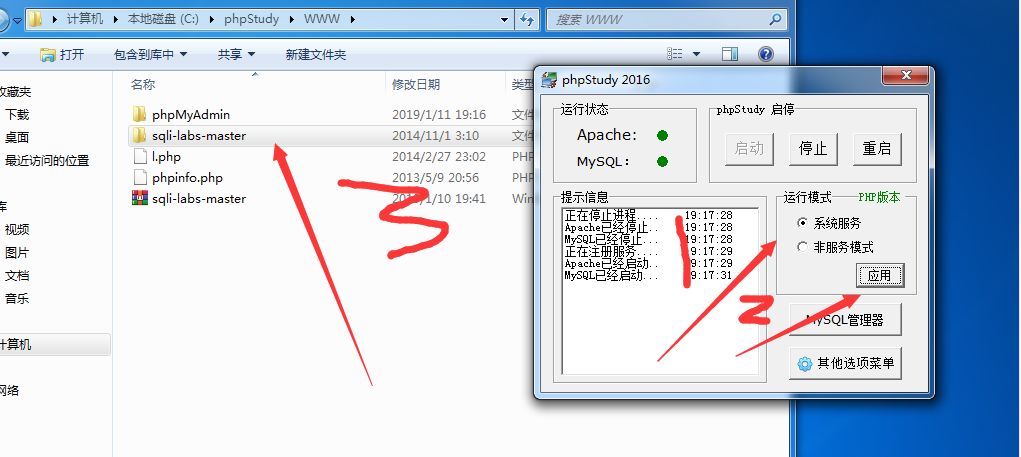 计算机 本地磁盘 (C:) phpStudy WWW 搜索 WWW
打开 包含到库中 共享 新建文件夹
收藏夹
下载
桌面
最近访问的位置
库
视频
图片
文档
音乐
计算机
网络
名称 修改日期 类型
phpMyAdmin 2019/1/11 19:16 文件
sqli-labs-master 2014/11/1 3:10 文件
l.php 2014/2/27 23:02 PHP
phpinfo.php 2013/5/9 20:56 PHP
sqli-labs-master /1/10 19:41 Win
3
phpStudy 2016
运行状态
Apache:
MySQL:
phpStudy 启停
启动 停止 重启
提示信息
正在停止进程.... 19:17:28
Apache已经停止.. 19:17:28
MySQL已经停止... 19:17:28
正在注册服务.... 19:17:29
Apache已经启动.. 19:17:29
MySQL已经启动... 19:17:31
1
运行模式 PHP版本
系统服务
非服务模式
应用
2
MySQL管理器
其他选项菜单